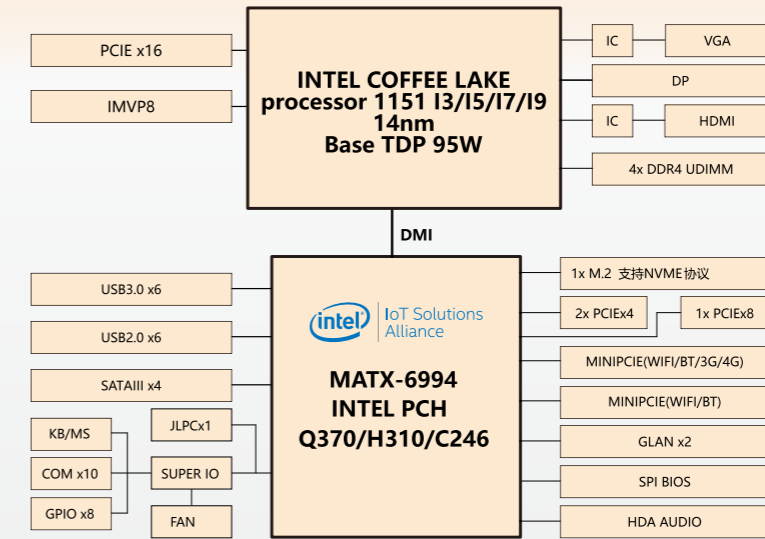 PCIE x16
IMVP8
INTEL COFFEE LAKE
processor 1151 I3/I5/I7/I9
14nm
Base TDP 95W
IC
VGA
DP
IC
HDMI
4x DDR4 UDIMM
DMI
USB3.0 x6
USB2.0 x6
SATAIII x4
KB/MS
JLPCx1
COM x10
SUPER IO
GPIO x8
FAN
intel
IoT Solutions
Alliance
MATX-6994
INTEL PCH
Q370/H310/C246
1x M.2 支持NVME协议
2x PCIEx4
1x PCIEx8
MINIPCIE(WIFI/BT/3G/4G)
MINIPCIE(WIFI/BT)
GLAN x2
SPI BIOS
HDA AUDIO